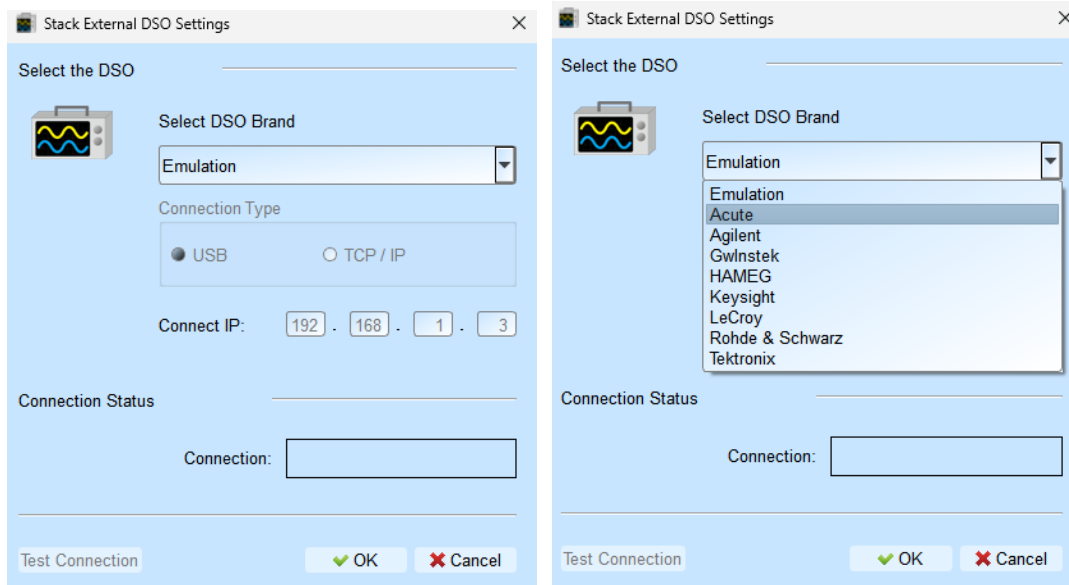 Stack External DSO Settings
Select the DSO
Select DSO Brand
Emulation
Connection Type
USB TCP / IP
Connect IP: 192 . 168 . 1 . 3
Connection Status
Connection:
Test Connection OK Cancel
Stack External DSO Settings
Select the DSO
Select DSO Brand
Emulation
Emulation
Acute
Agilent
GwInstek
HAMEG
Keysight
LeCroy
Rohde & Schwarz
Tektronix
Connection Status
Connection:
Test Connection OK Cancel